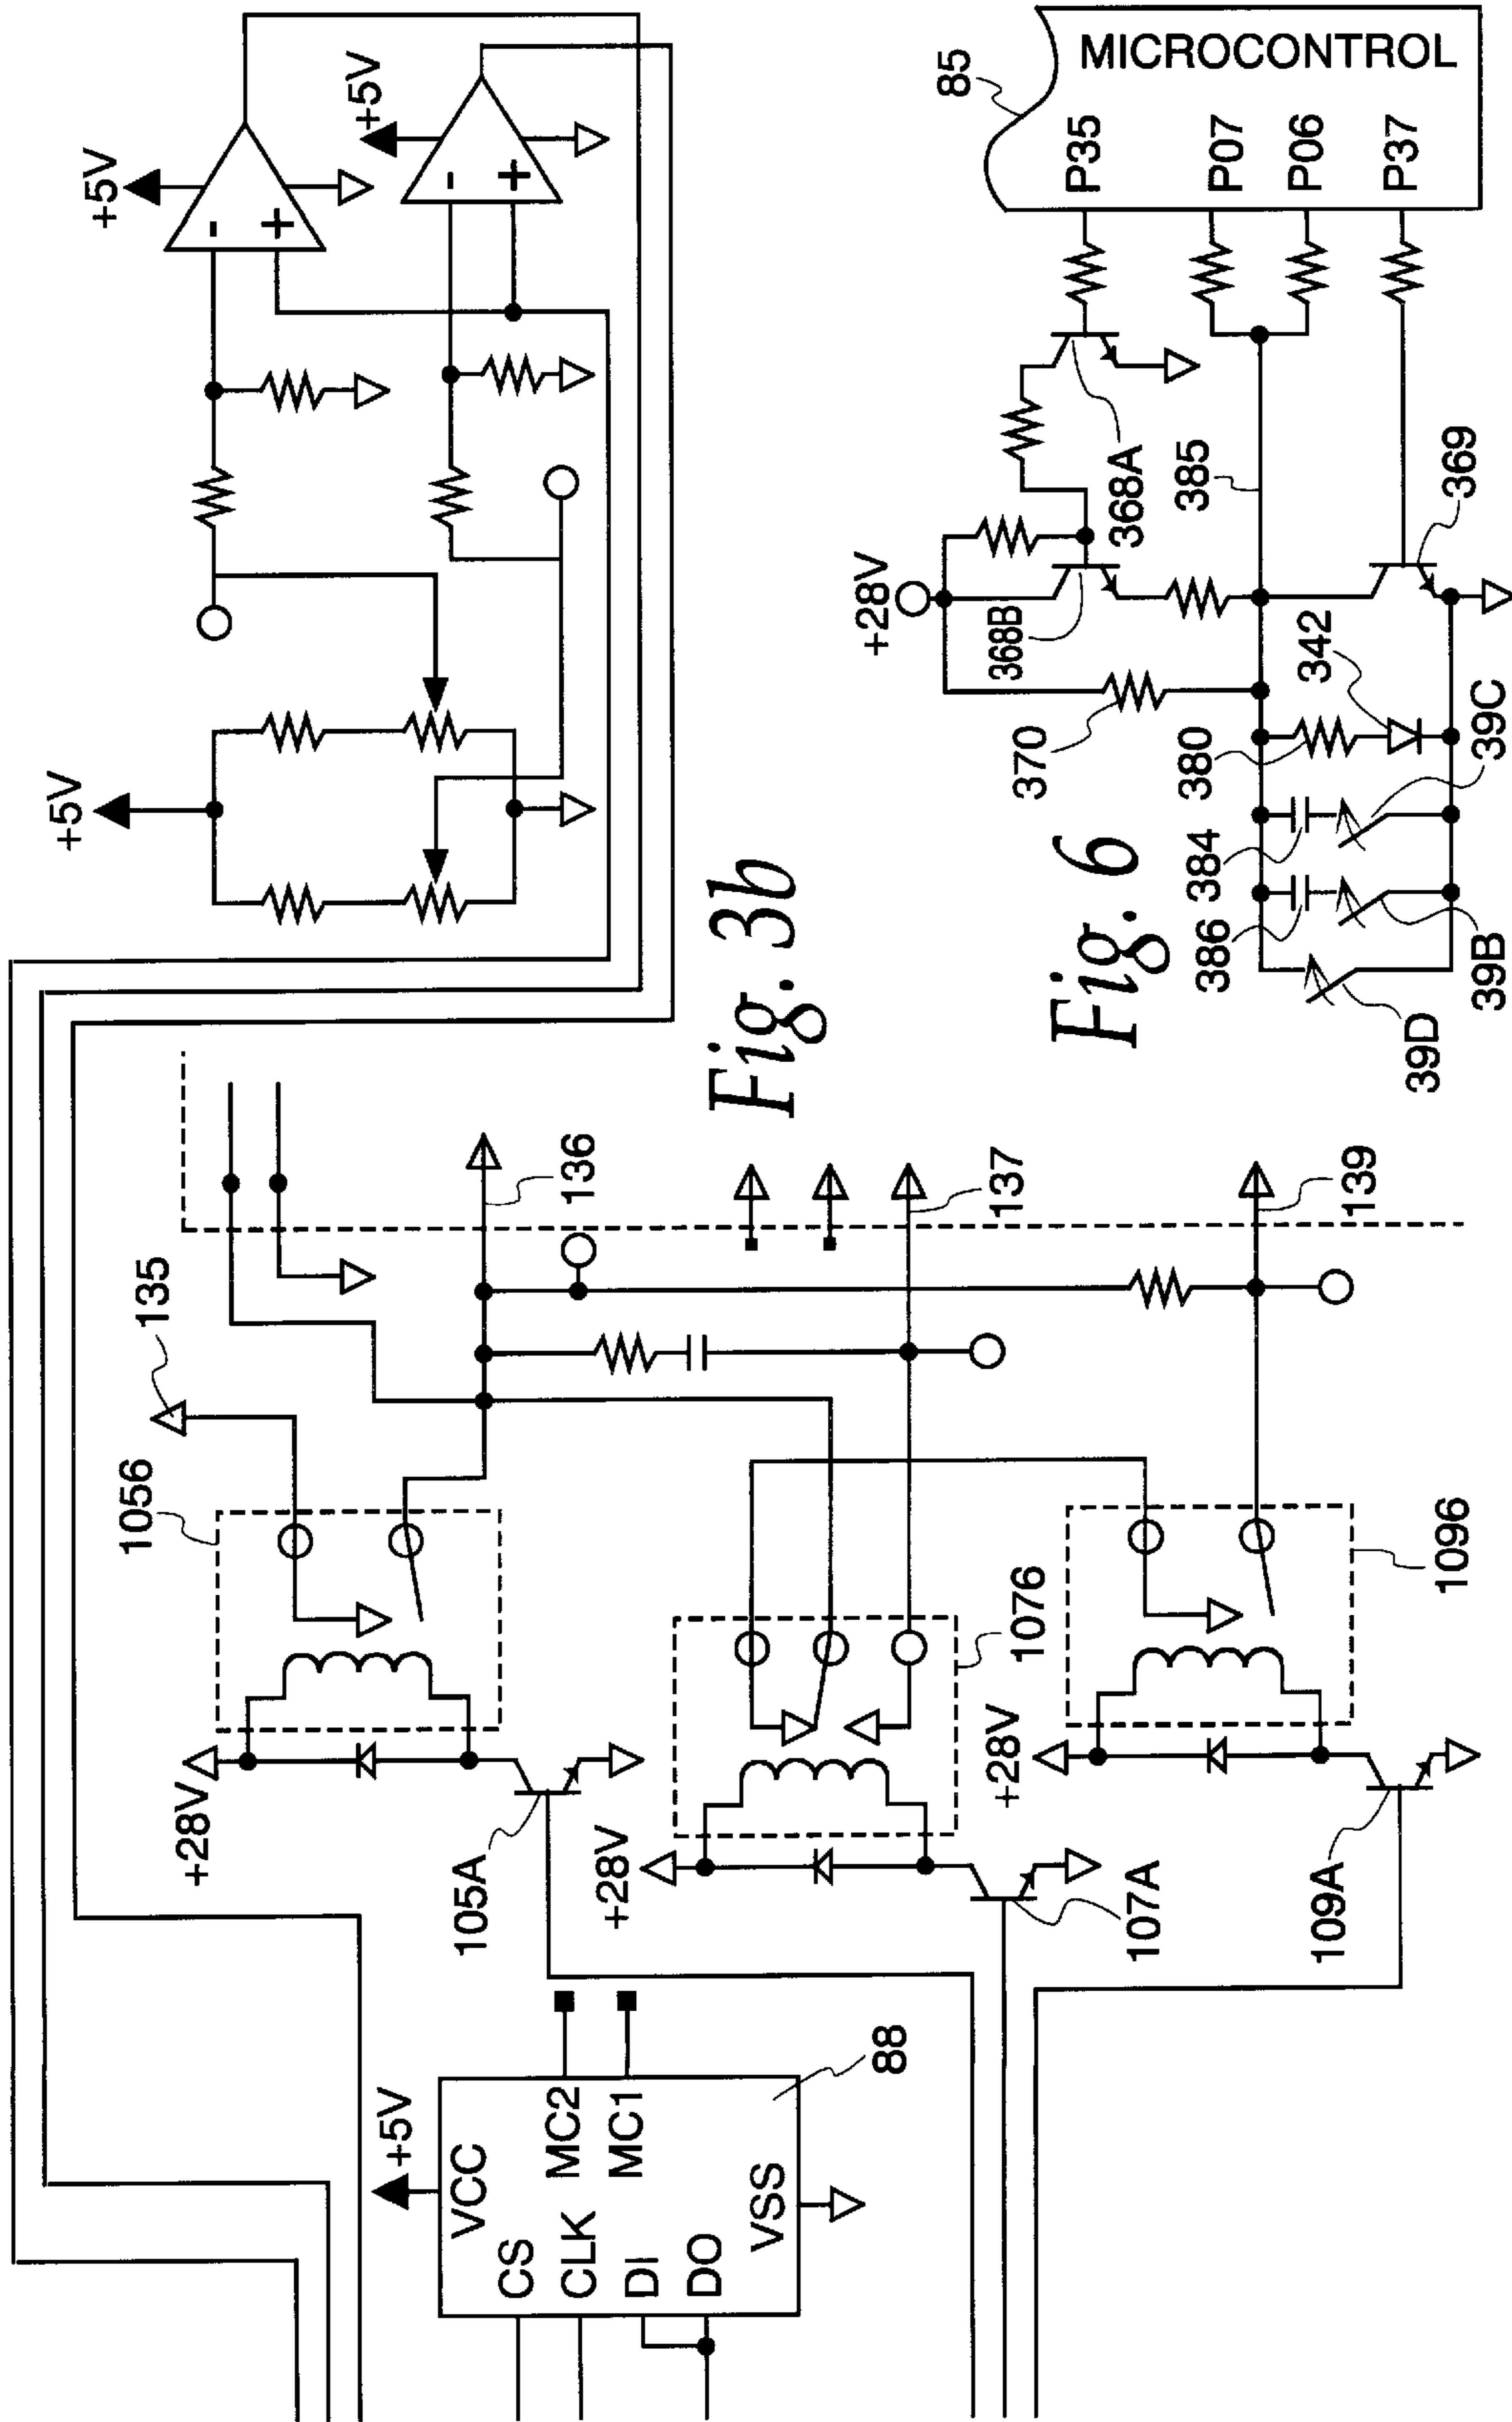 +5V
+5V
+5V
MICROCONTROL
85
P35
P07
P06
P37
368A
385
369
+28V
368B
342
370
380
39C
384
386
39B
39D
Fig. 3b
Fig. 6
135
136
137
139
1056
1076
1096
+28V
+28V
+28V
105A
107A
109A
+5V
VCC
CS
CLK
DI
DO
MC2
MC1
VSS
88
-
+
-
+